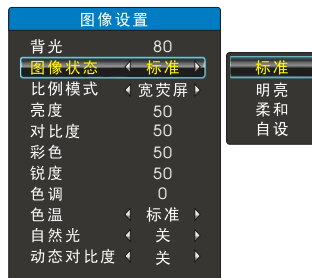 图像设置
背光 80
图像状态 标准
比例模式 宽荧屏
亮度 50
对比度 50
彩色 50
锐度 50
色调 0
色温 标准
自然光 关
动态对比度 关
标准
明亮
柔和
自设